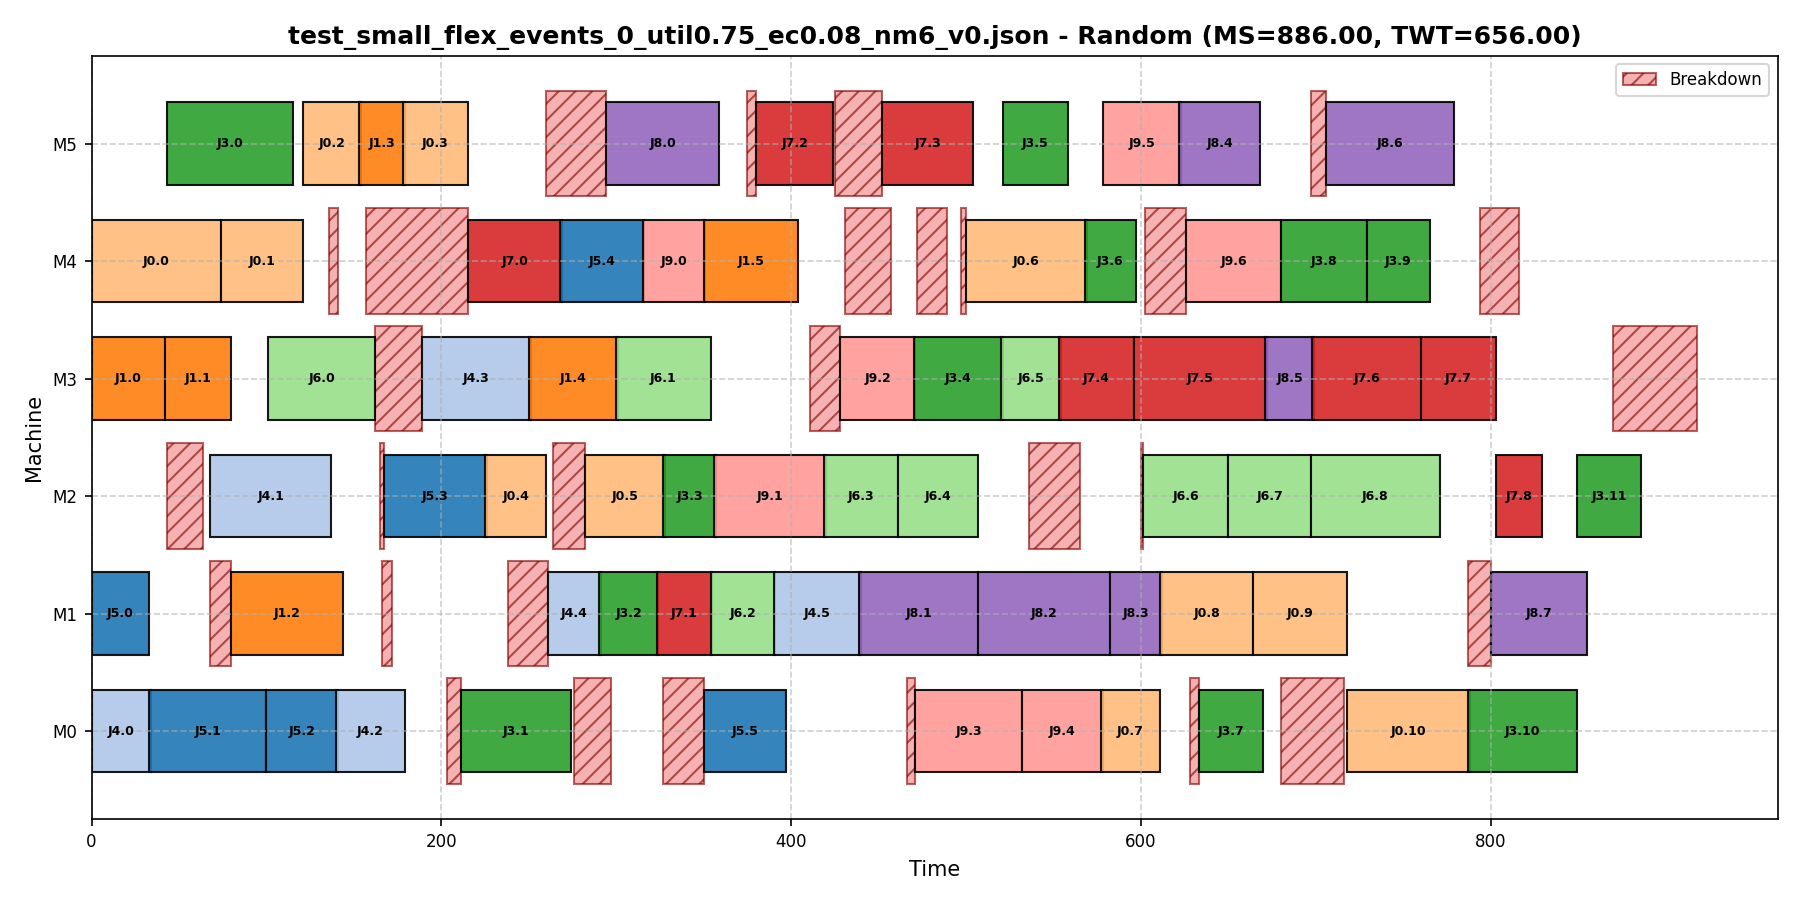 test_small_flex_events_0_util0.75_ec0.08_nm6_v0.json - Random (MS=886.00, TWT=656.00)
Breakdown
M5
J3.0 J0.2 J1.3 J0.3 J8.0 J7.2 J7.3 J3.5 J9.5 J8.4 J8.6
M4
J0.0 J0.1 J7.0 J5.4 J9.0 J1.5 J0.6 J3.6 J9.6 J3.8 J3.9
M3
J1.0 J1.1 J6.0 J4.3 J1.4 J6.1 J9.2 J3.4 J6.5 J7.4 J7.5 J8.5 J7.6 J7.7
M2
J4.1 J5.3 J0.4 J0.5 J3.3 J9.1 J6.3 J6.4 J6.6 J6.7 J6.8 J7.8 J3.11
M1
J5.0 J1.2 J4.4 J3.2 J7.1 J6.2 J4.5 J8.1 J8.2 J8.3 J0.8 J0.9 J8.7
M0
J4.0 J5.1 J5.2 J4.2 J3.1 J5.5 J9.3 J9.4 J0.7 J3.7 J0.10 J3.10
Machine
0 200 400 600 800
Time